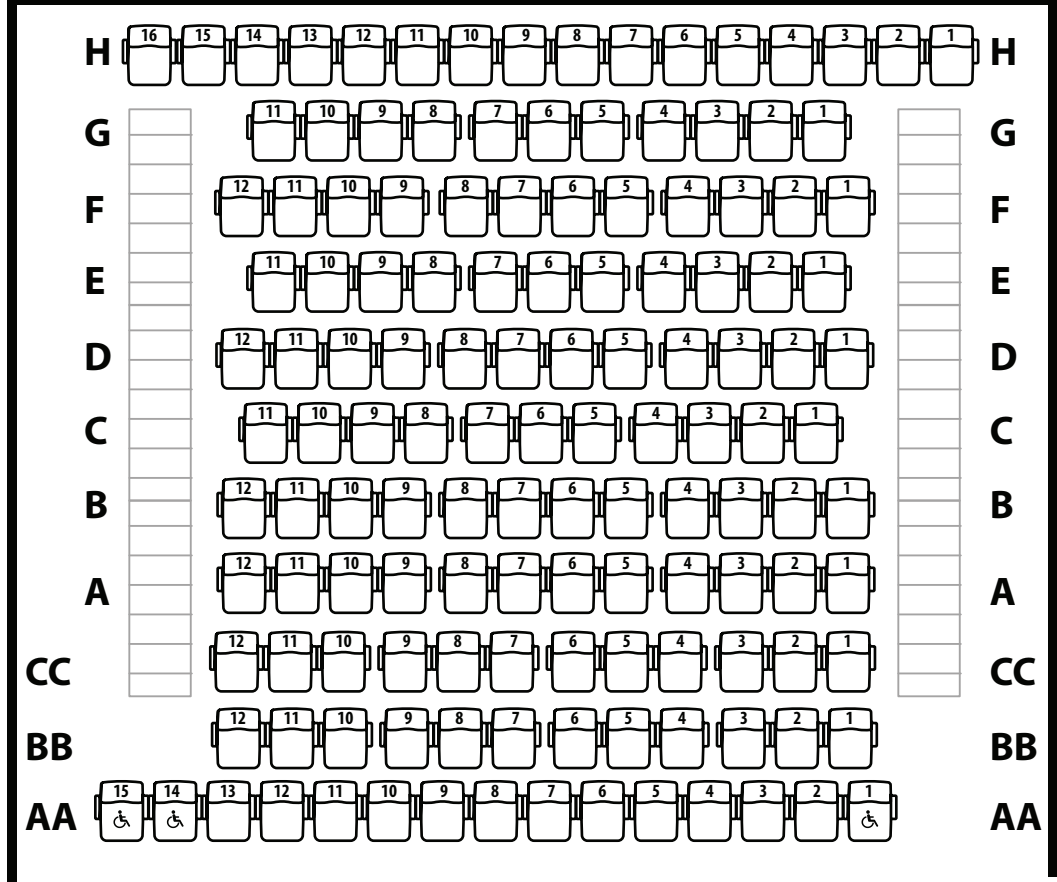 H 16 15 14 13 12 11 10 9 8 7 6 5 4 3 2 1 H
G 11 10 9 8 7 6 5 4 3 2 1 G
F 12 11 10 9 8 7 6 5 4 3 2 1 F
E 11 10 9 8 7 6 5 4 3 2 1 E
D 12 11 10 9 8 7 6 5 4 3 2 1 D
C 11 10 9 8 7 6 5 4 3 2 1 C
B 12 11 10 9 8 7 6 5 4 3 2 1 B
A 12 11 10 9 8 7 6 5 4 3 2 1 A
CC 12 11 10 9 8 7 6 5 4 3 2 1 CC
BB 12 11 10 9 8 7 6 5 4 3 2 1 BB
AA 15 14 13 12 11 10 9 8 7 6 5 4 3 2 1 AA